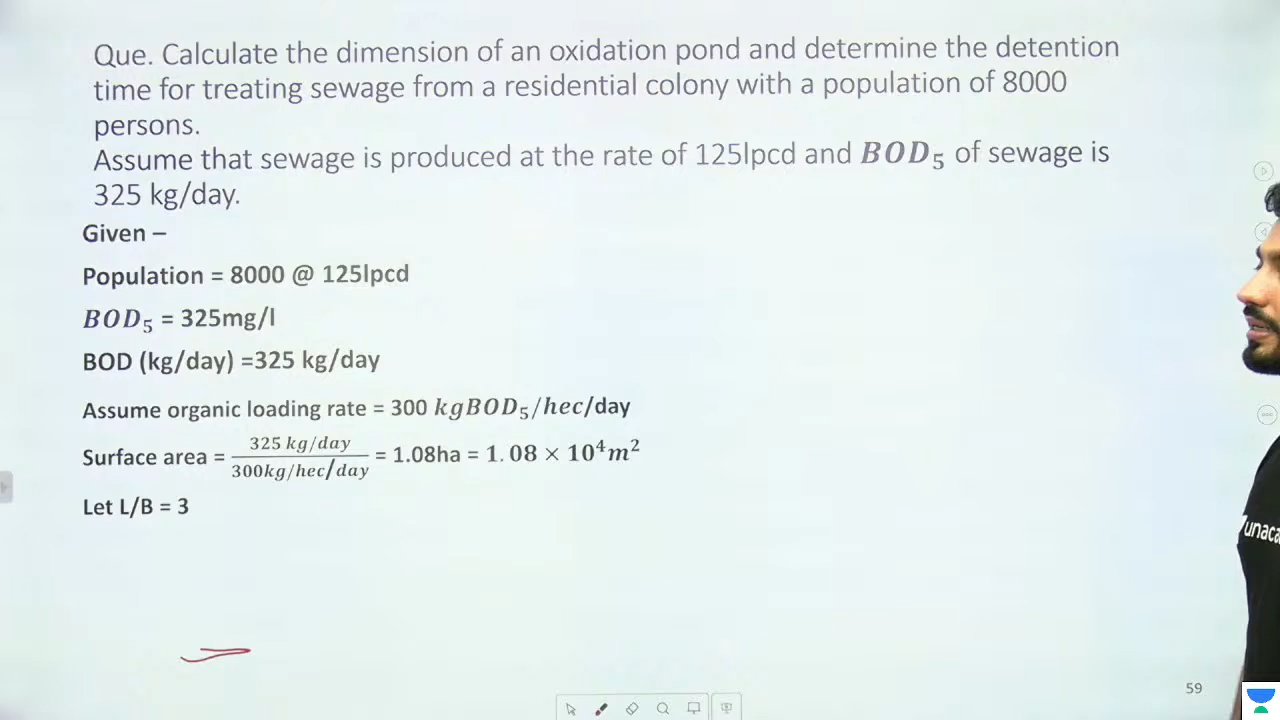 Que. Calculate the dimension of an oxidation pond and determine the detention
time for treating sewage from a residential colony with a population of 8000
persons.
Assume that sewage is produced at the rate of 125lpcd and BOD₅ of sewage is
325 kg/day.
Given –
Population = 8000 @ 125lpcd
BOD₅ = 325mg/l
BOD (kg/day) =325 kg/day
Assume organic loading rate = 300 kgBOD₅/hec/day
Surface area = 325 kg/day / 300kg/hec/day = 1.08ha = 1.08 × 10⁴m²
Let L/B = 3
59